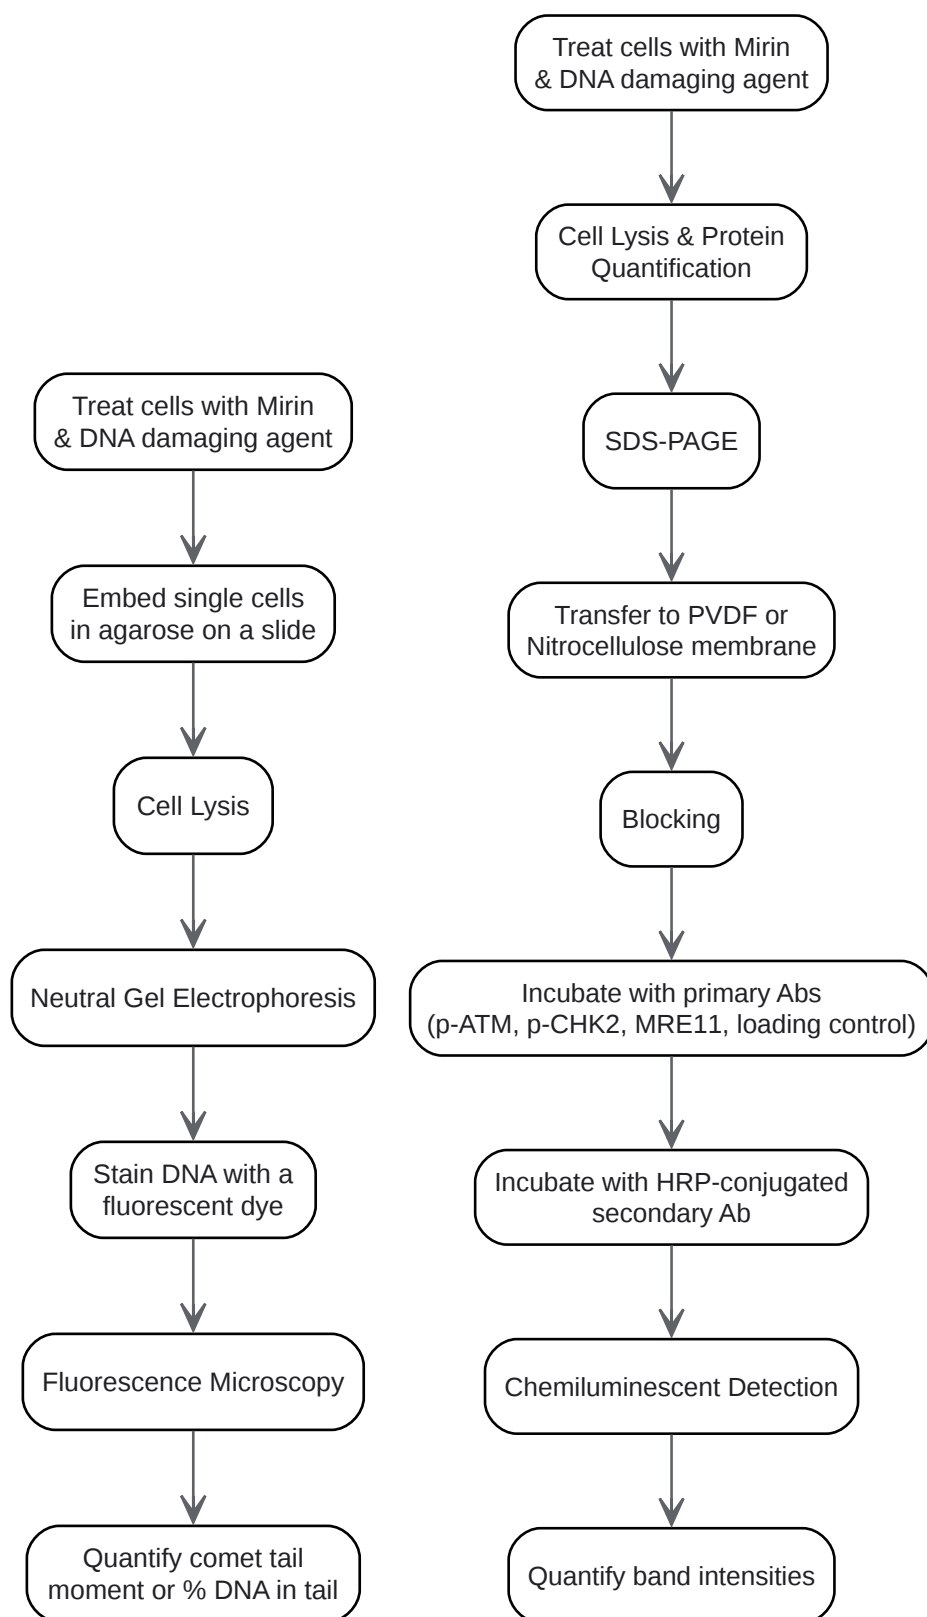 Treat cells with Mirin
& DNA damaging agent
Embed single cells
in agarose on a slide
Cell Lysis
Neutral Gel Electrophoresis
Stain DNA with a
fluorescent dye
Fluorescence Microscopy
Quantify comet tail
moment or % DNA in tail
Treat cells with Mirin
& DNA damaging agent
Cell Lysis & Protein
Quantification
SDS-PAGE
Transfer to PVDF or
Nitrocellulose membrane
Blocking
Incubate with primary Abs
(p-ATM, p-CHK2, MRE11, loading control)
Incubate with HRP-conjugated
secondary Ab
Chemiluminescent Detection
Quantify band intensities